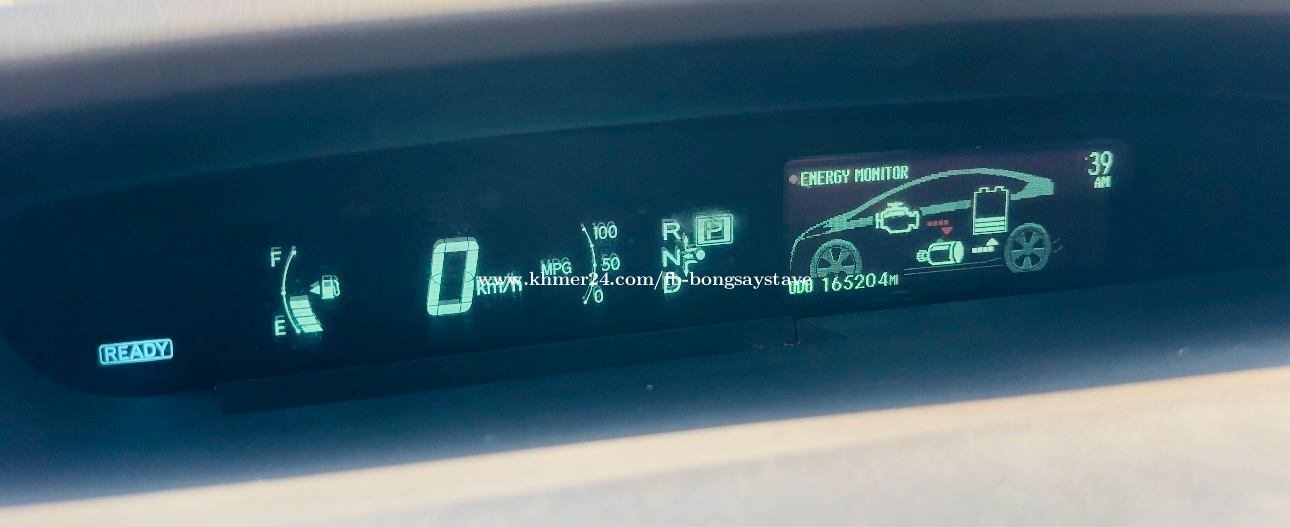 ENERGY MONITOR
:39
AM
F
E
READY
0
km/h
MPG
100
50
0
R
P
N
D
ODO 165204MI
www.khmer24.com/fb-bongsaystave